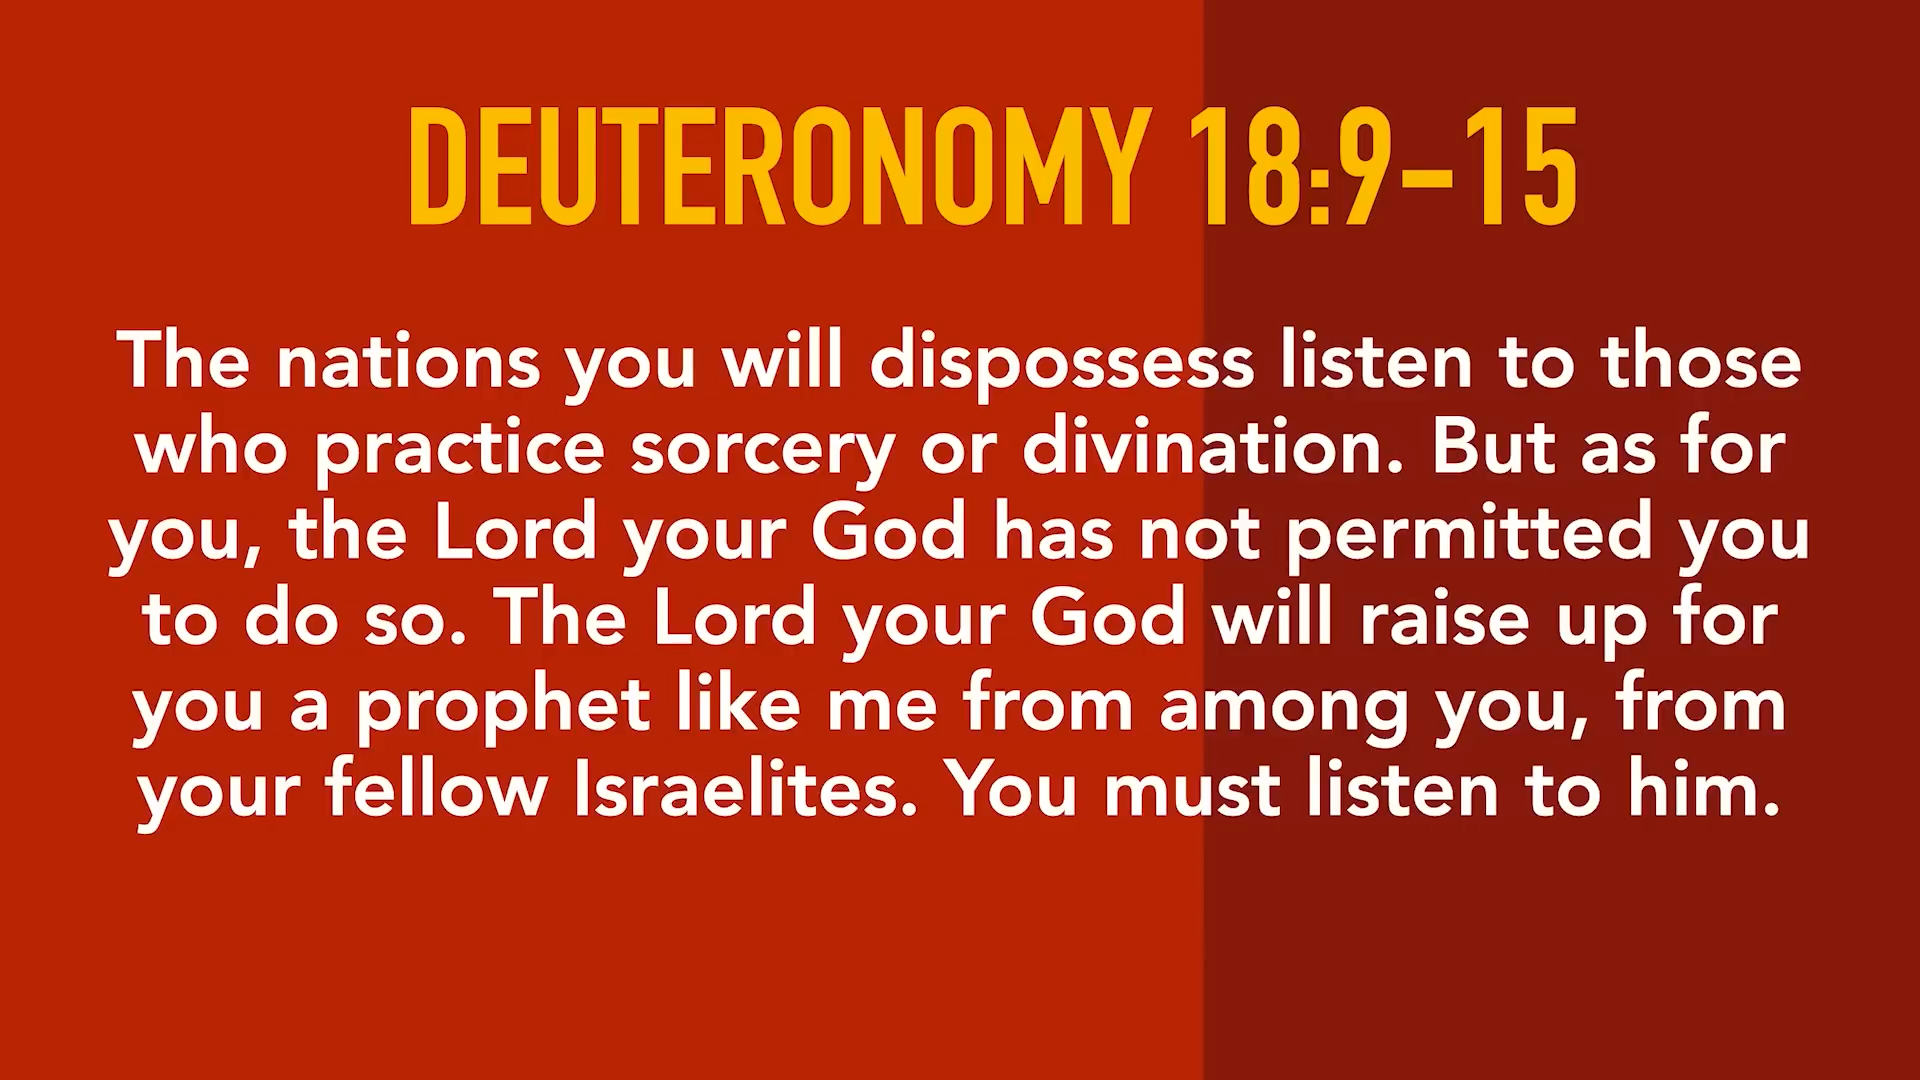 DEUTERONOMY 18:9–15
The nations you will dispossess listen to those
who practice sorcery or divination. But as for
you, the Lord your God has not permitted you
to do so. The Lord your God will raise up for
you a prophet like me from among you, from
your fellow Israelites. You must listen to him.